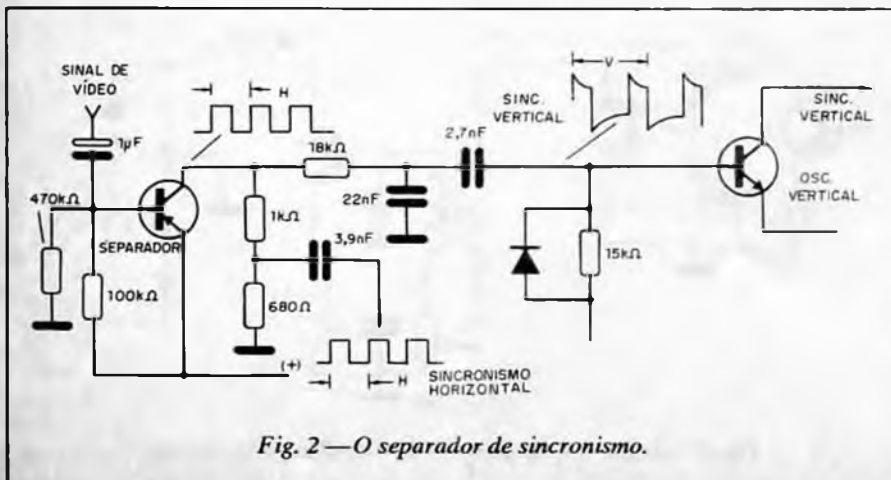 SINAL DE
VÍDEO
1µF
470kΩ
SEPARADOR
100kΩ
H
18kΩ
1kΩ
3,9nF
680Ω
(+)
H
SINCRONISMO
HORIZONTAL
22nF
2,7nF
SINC.
VERTICAL
V
15kΩ
SINC.
VERTICAL
OSC.
VERTICAL
Fig. 2 — O separador de sincronismo.